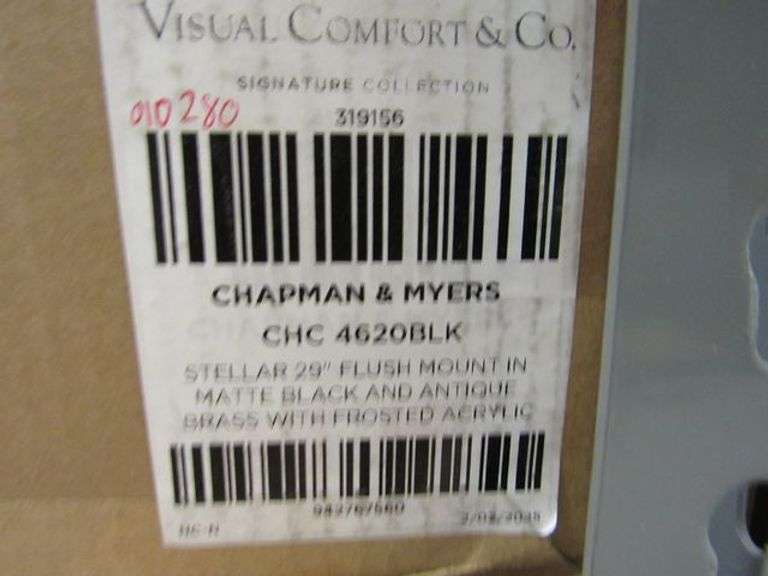 VISUAL COMFORT & CO.
SIGNATURE COLLECTION
010280
319156
CHAPMAN & MYERS
CHC 4620BLK
STELLAR 29" FLUSH MOUNT IN
MATTE BLACK AND ANTIQUE
BRASS WITH FROSTED ACRYLIC